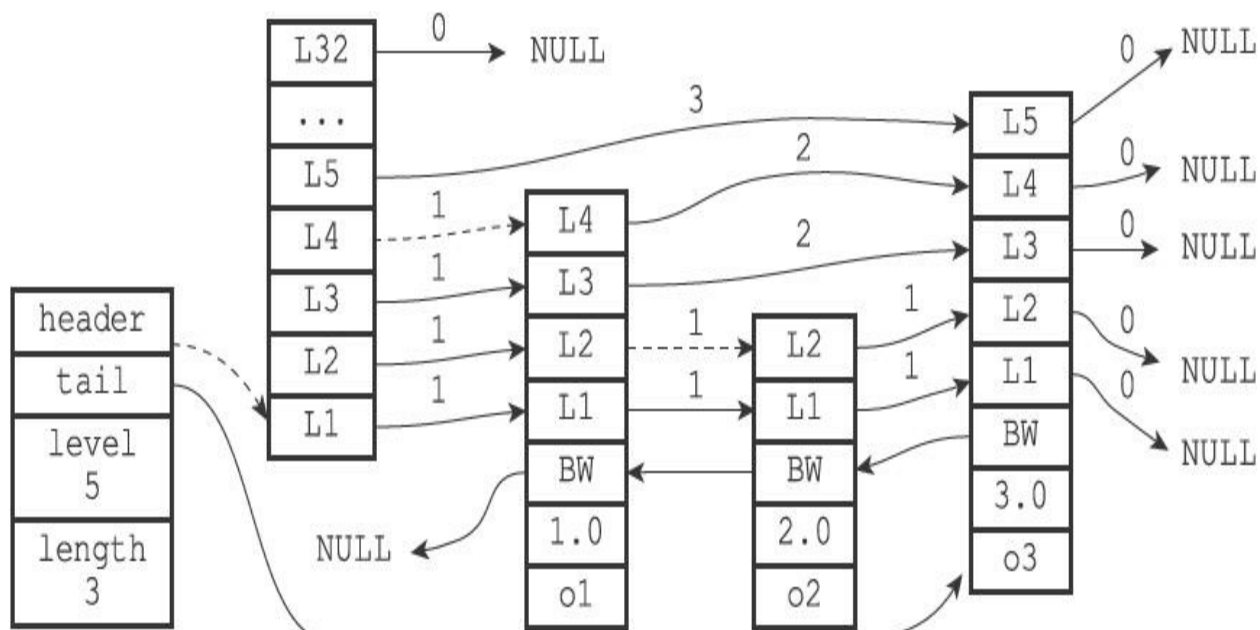 header
tail
level
5
length
3
L32
...
L5
L4
L3
L2
L1
0
NULL
3
1
1
1
1
NULL
L4
L3
L2
L1
BW
1.0
o1
2
2
1
1
L2
L1
BW
2.0
o2
1
1
L5
L4
L3
L2
L1
BW
3.0
o3
0
NULL
0
NULL
0
NULL
0
NULL
0
NULL